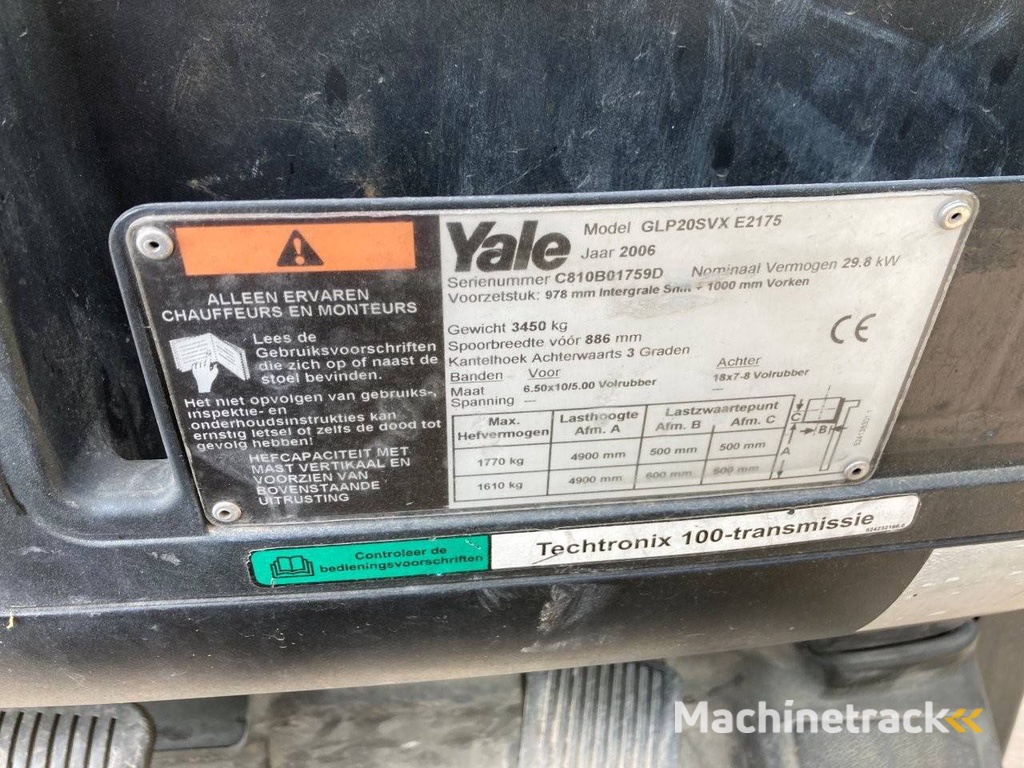 ALLEEN ERVAREN
CHAUFFEURS EN MONTEURS
Lees de
Gebruiksvoorschriften
die zich op of naast de
stoel bevinden.
Het niet opvolgen van gebruiks-,
inspektie- en
onderhoudsinstrukties kan
ernstig letsel of zelfs de dood tot
gevolg hebben!
HEFCAPACITEIT MET
MAST VERTIKAAL EN
VOORZIEN VAN
BOVENSTAANDE
UITRUSTING
Yale
Model GLP20SVX E2175
Jaar 2006
Serienummer C810B01759D Nominaal Vermogen 29.8 kW
Voorzetstuk: 978 mm Intergrale + 1000 mm Vorken
Gewicht 3450 kg
Spoorbreedte vóór 886 mm
Kantelhoek Achterwaarts 3 Graden
Banden Voor Achter
Maat 6.50x10/5.00 Volrubber 18x7-8 Volrubber
Spanning --- ---
Max. Hefvermogen Lasthoogte Afm. A Lastzwaartepunt Afm. B Afm. C
1770 kg 4900 mm 500 mm 500 mm
1610 kg 4900 mm 600 mm 600 mm
CE
C
B
A
Controleer de
bedieningsvoorschriften
Techtronix 100-transmissie
Machinetrack